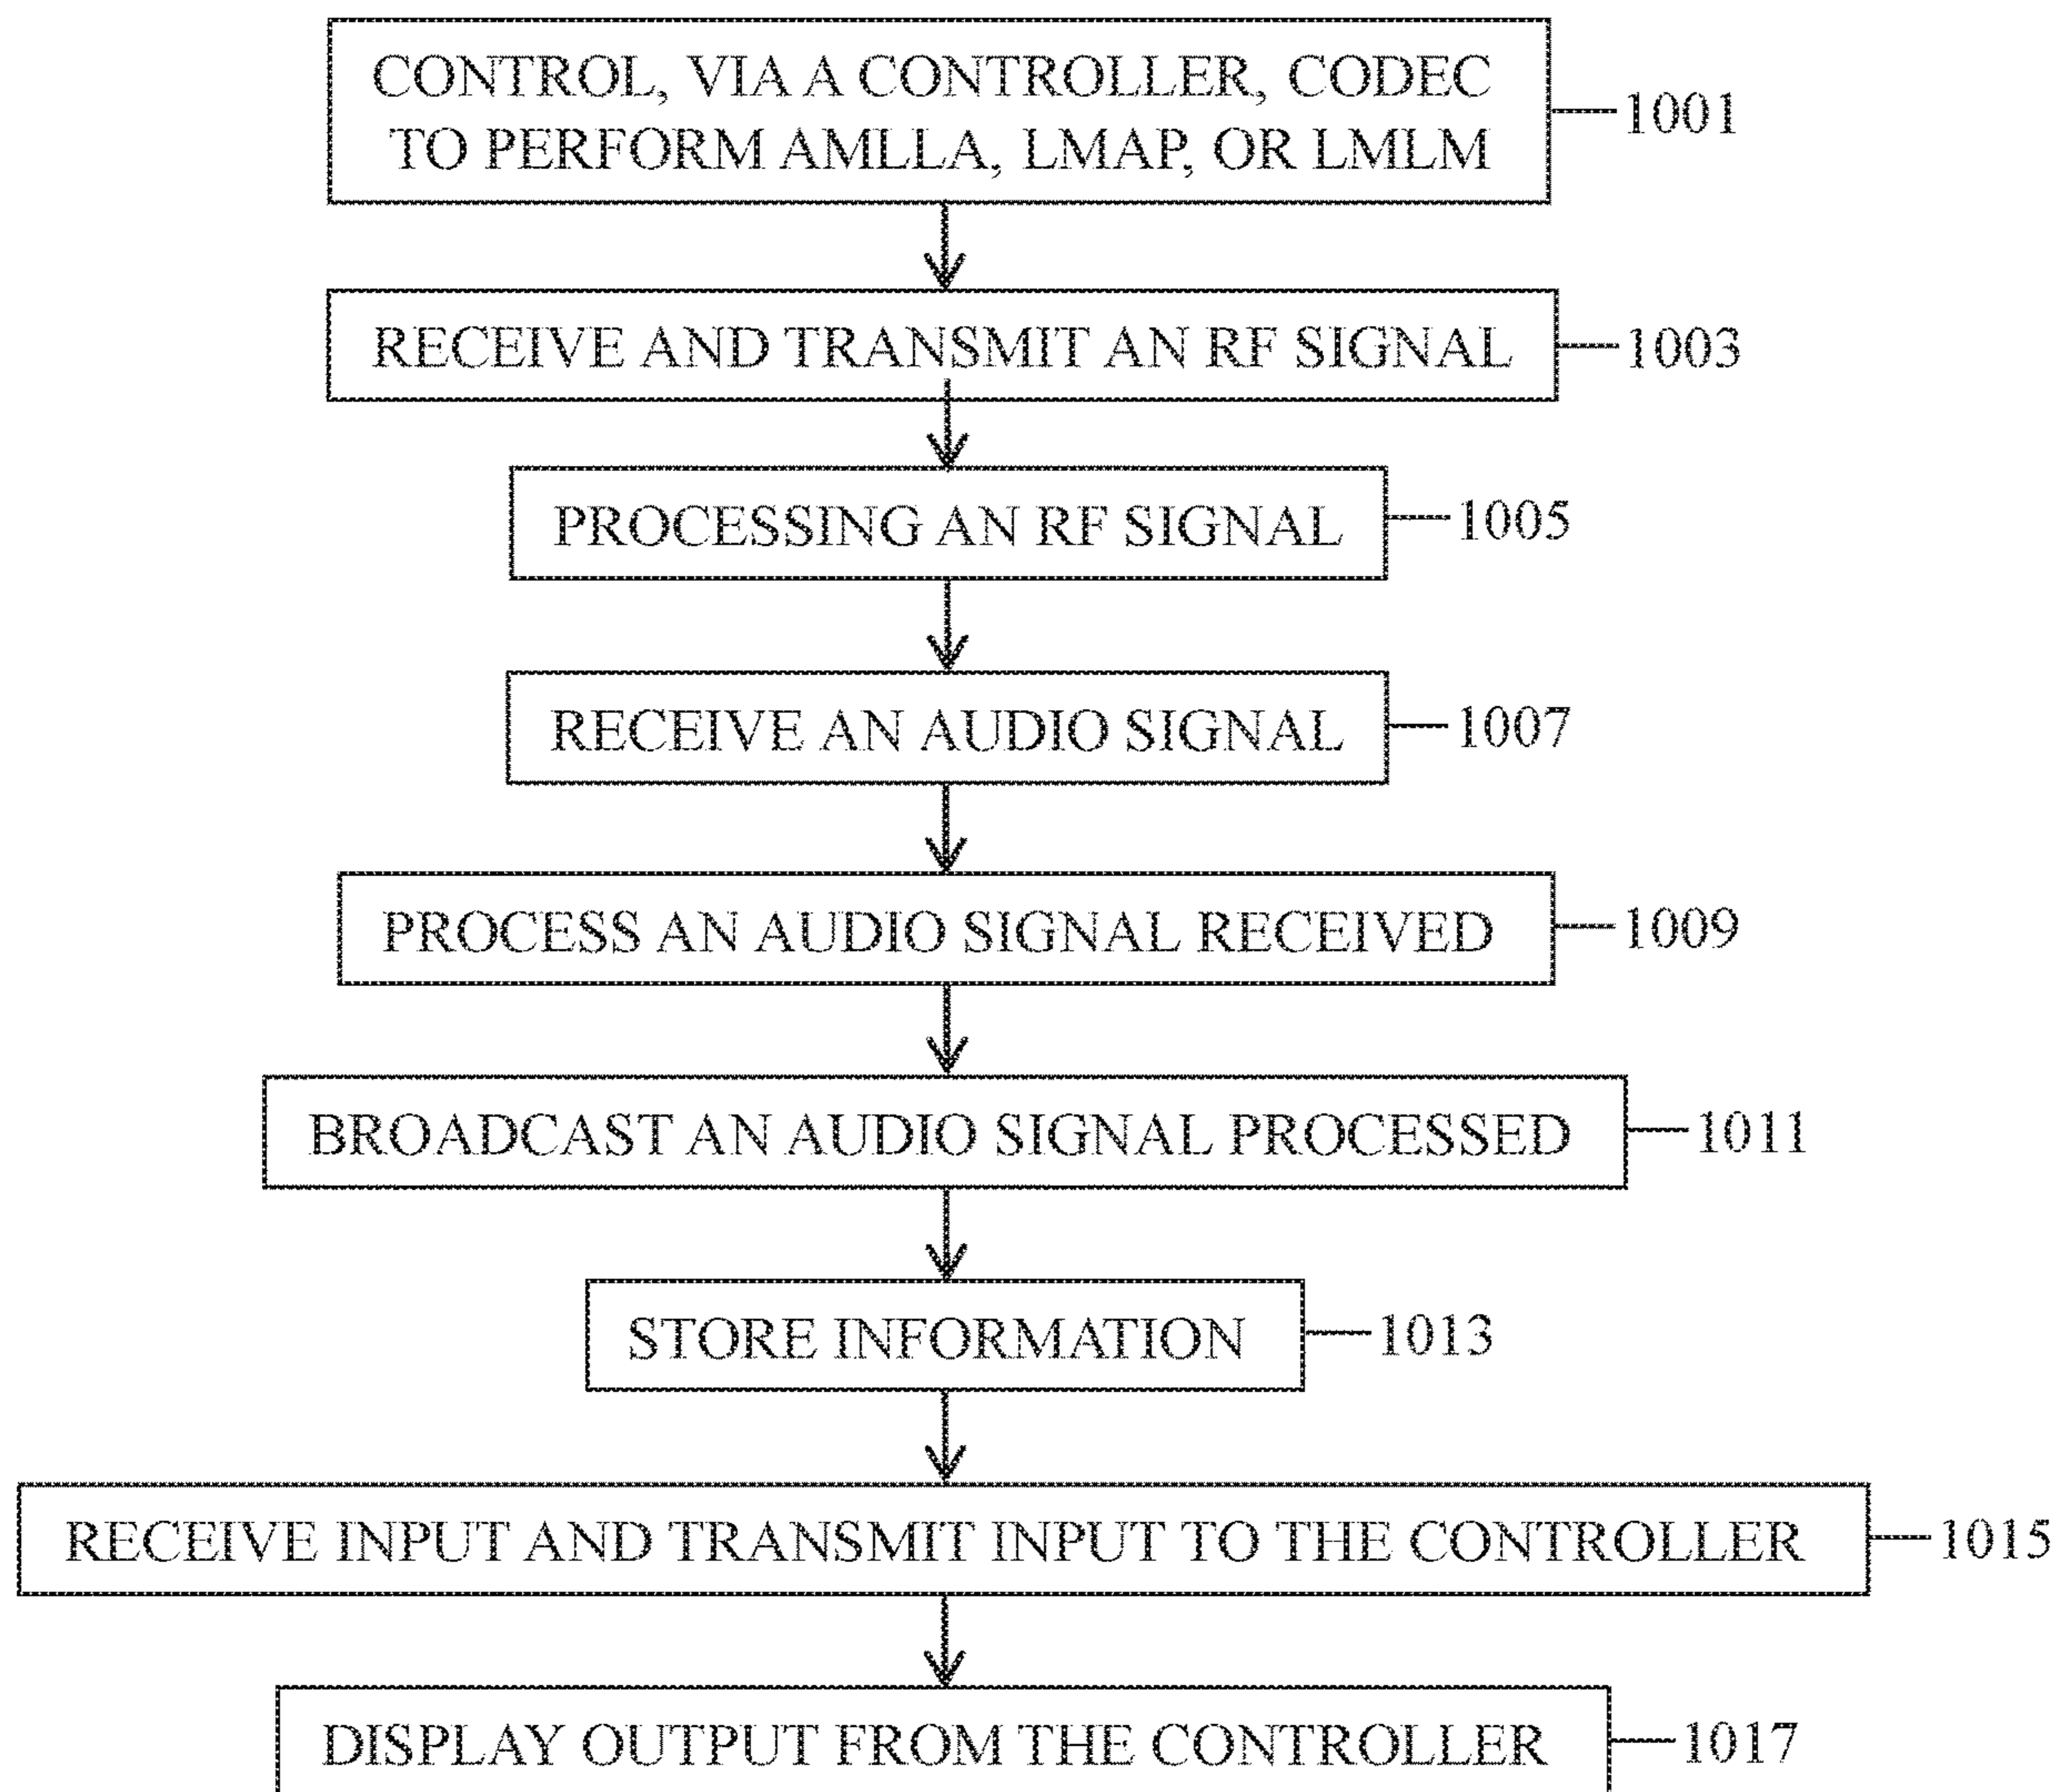 CONTROL, VIA A CONTROLLER, CODEC
TO PERFORM AMLLA, LMAP, OR LMLM
1001
RECEIVE AND TRANSMIT AN RF SIGNAL
1003
PROCESSING AN RF SIGNAL
1005
RECEIVE AN AUDIO SIGNAL
1007
PROCESS AN AUDIO SIGNAL RECEIVED
1009
BROADCAST AN AUDIO SIGNAL PROCESSED
1011
STORE INFORMATION
1013
RECEIVE INPUT AND TRANSMIT INPUT TO THE CONTROLLER
1015
DISPLAY OUTPUT FROM THE CONTROLLER
1017